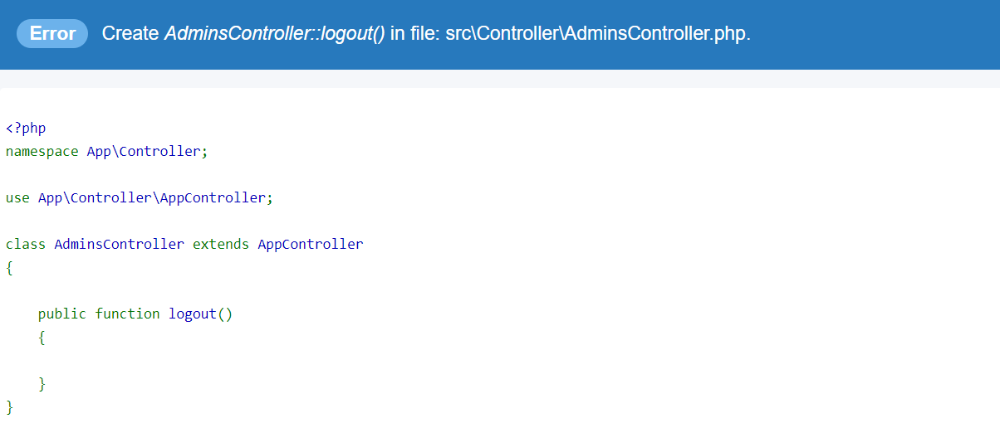 Error Create AdminsController::logout() in file: src\Controller\AdminsController.php.
<?php
namespace App\Controller;
use App\Controller\AppController;
class AdminsController extends AppController
{
    public function logout()
    {
    }
}